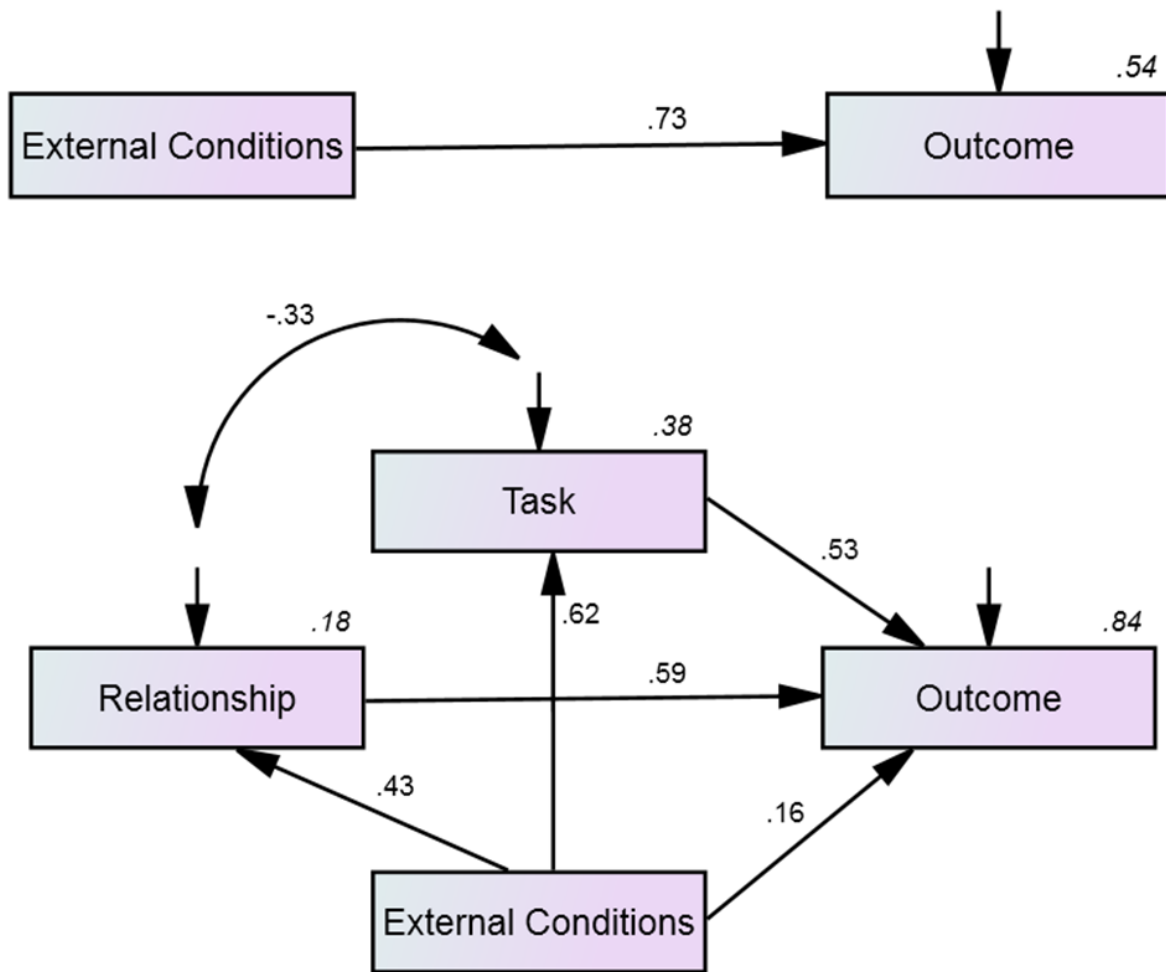 .54
External Conditions
.73
Outcome
-.33
.38
Task
.53
.62
.18
.84
Relationship
.59
Outcome
.43
.16
External Conditions